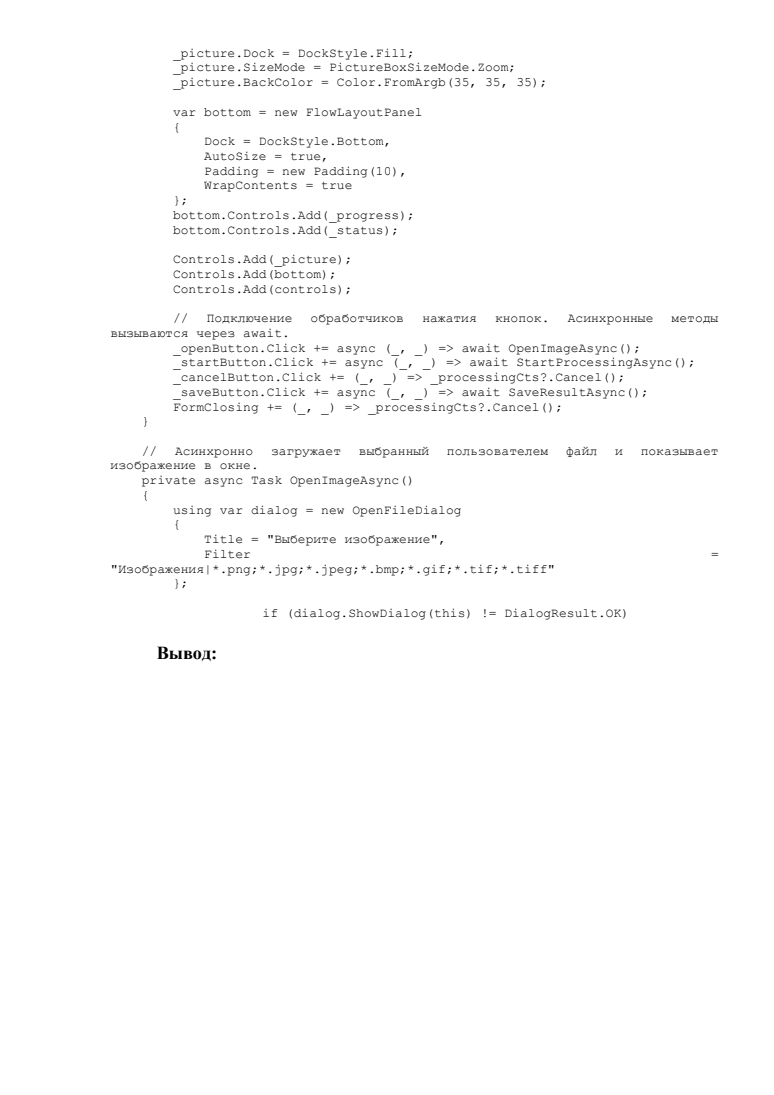 _picture.Dock = DockStyle.Fill;
_picture.SizeMode = PictureBoxSizeMode.Zoom;
_picture.BackColor = Color.FromArgb(35, 35, 35);

var bottom = new FlowLayoutPanel
{
Dock = DockStyle.Bottom,
AutoSize = true,
Padding = new Padding(10),
WrapContents = true
};
bottom.Controls.Add(_progress);
bottom.Controls.Add(_status);

Controls.Add(_picture);
Controls.Add(bottom);
Controls.Add(controls);

// Подключение обработчиков нажатия кнопок. Асинхронные методы
вызываются через await.
_openButton.Click += async (_, _) => await OpenImageAsync();
_startButton.Click += async (_, _) => await StartProcessingAsync();
_cancelButton.Click += (_, _) => _processingCts?.Cancel();
_saveButton.Click += async (_, _) => await SaveResultAsync();
FormClosing += (_, _) => _processingCts?.Cancel();
}

// Асинхронно загружает выбранный пользователем файл и показывает
изображение в окне.
private async Task OpenImageAsync()
{
using var dialog = new OpenFileDialog
{
Title = "Выберите изображение",
Filter =
"Изображения|*.png;*.jpg;*.jpeg;*.bmp;*.gif;*.tif;*.tiff"
};

if (dialog.ShowDialog(this) != DialogResult.OK)

Вывод: